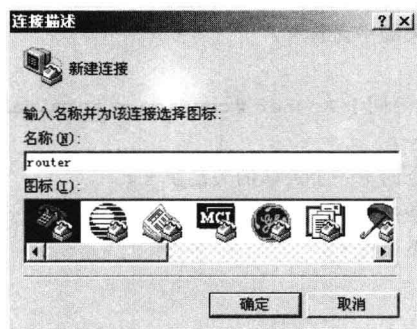 连接描述
新建连接
输入名称并为该连接选择图标:
名称(N):
router
图标(I):
MCI
确定 取消